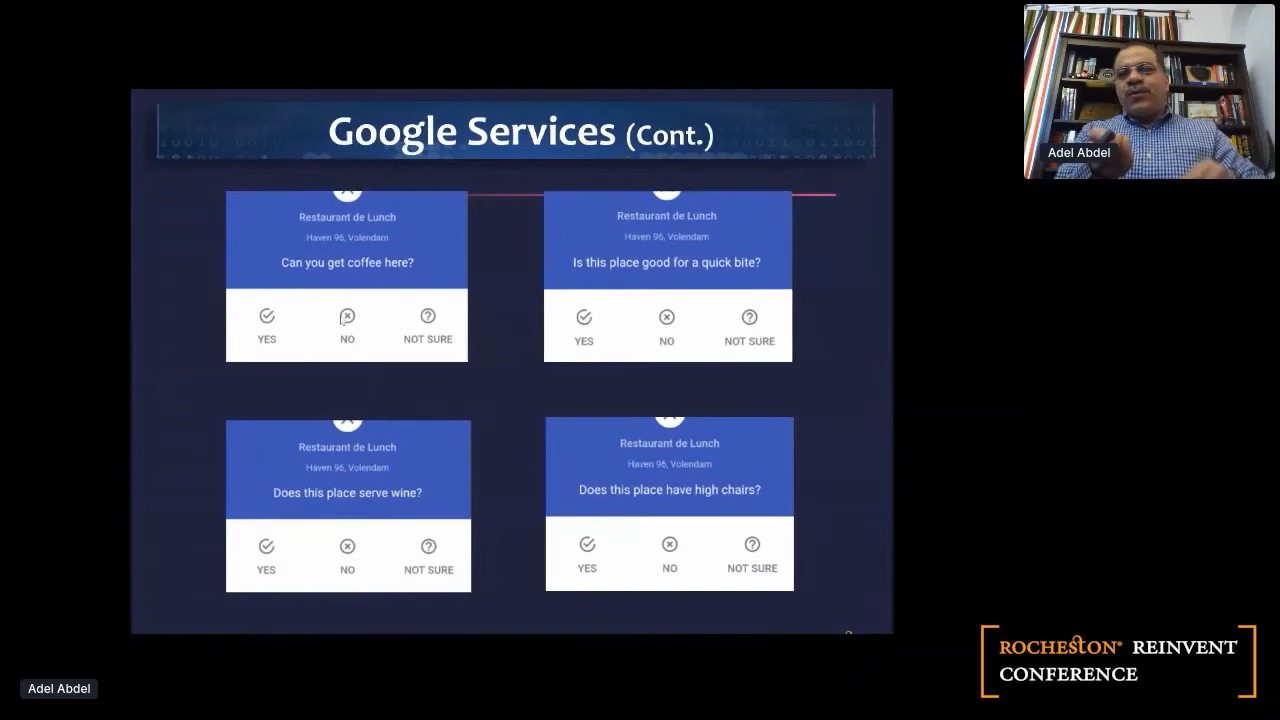 Google Services (Cont.)
Restaurant de Lunch
Haven 96, Volendam
Can you get coffee here?
YES NO NOT SURE
Restaurant de Lunch
Haven 96, Volendam
Is this place good for a quick bite?
YES NO NOT SURE
Restaurant de Lunch
Haven 96, Volendam
Does this place serve wine?
YES NO NOT SURE
Restaurant de Lunch
Haven 96, Volendam
Does this place have high chairs?
YES NO NOT SURE
Adel Abdel
ROCHESTON® REINVENT
CONFERENCE
Adel Abdel